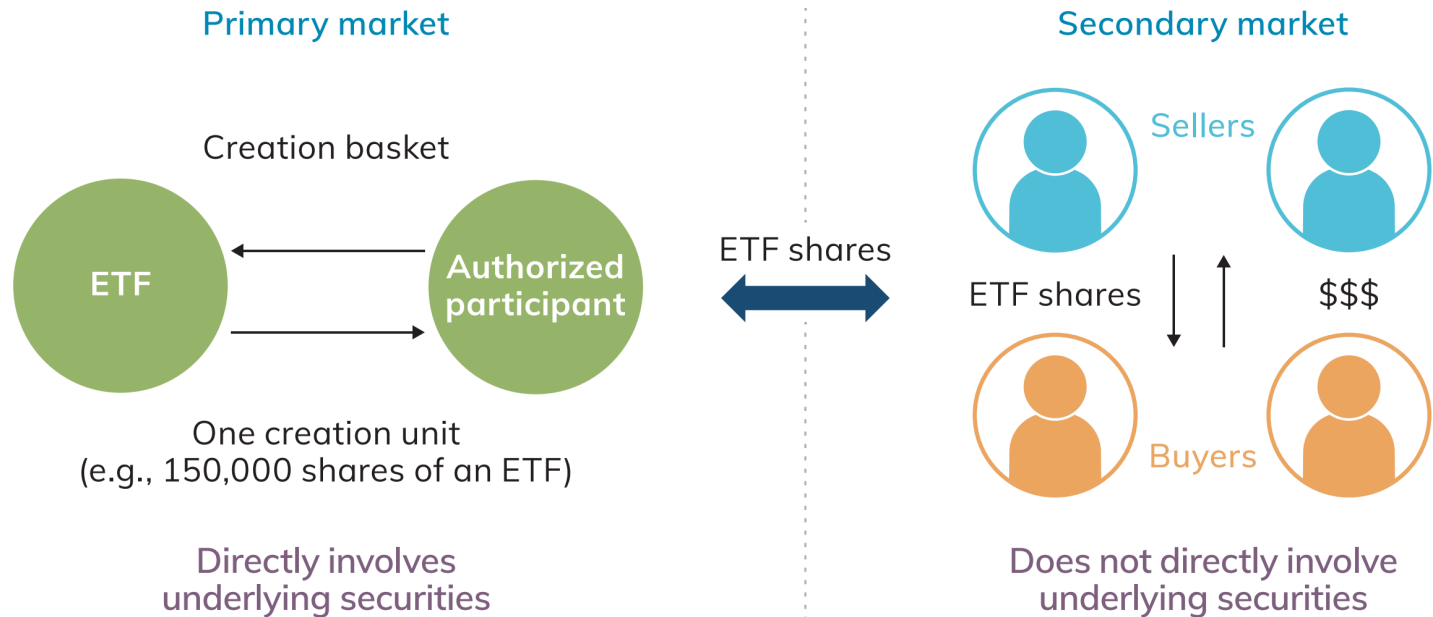 Primary market
Creation basket
ETF
Authorized
participant
One creation unit
(e.g., 150,000 shares of an ETF)
Directly involves
underlying securities
ETF shares
Secondary market
Sellers
ETF shares
$$$
Buyers
Does not directly involve
underlying securities